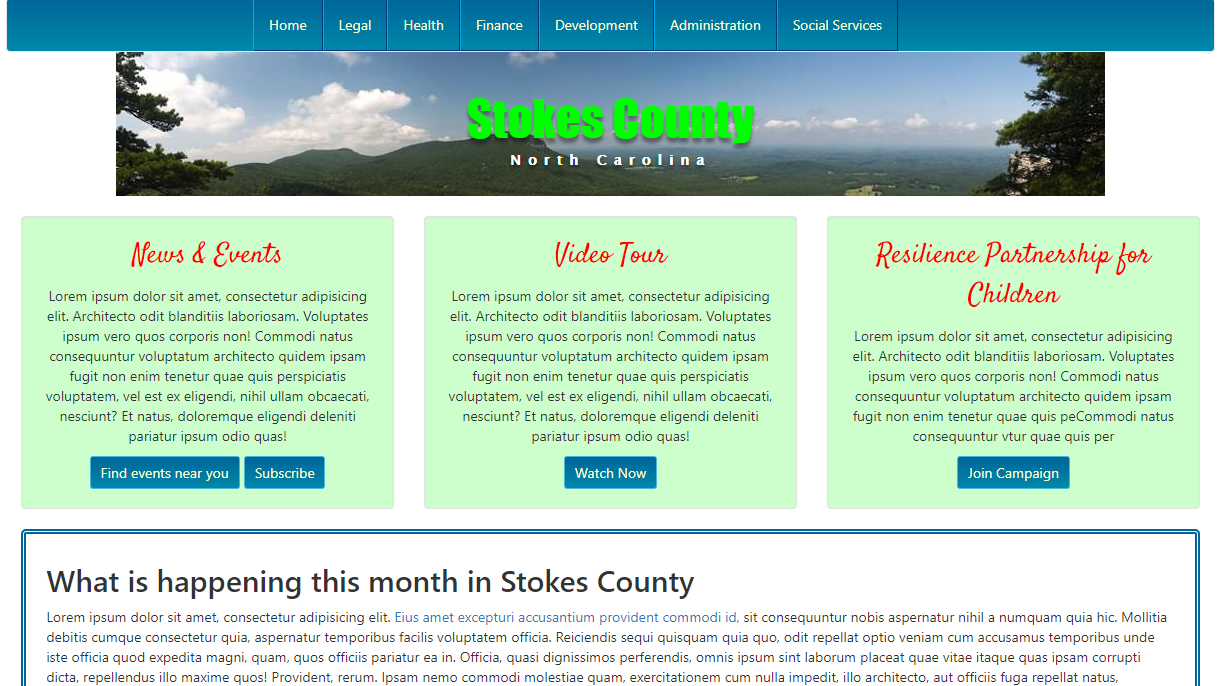 Home Legal Health Finance Development Administration Social Services
Stokes County
North Carolina
News & Events
Lorem ipsum dolor sit amet, consectetur adipisicing
elit. Architecto odit blanditiis laboriosam. Voluptates
ipsum vero quos corporis non! Commodi natus
consequuntur voluptatum architecto quidem ipsam
fugit non enim tenetur quae quis perspiciatis
voluptatem, vel est ex eligendi, nihil ullam obcaecati,
nesciunt? Et natus, doloremque eligendi deleniti
pariatur ipsum odio quas!
Find events near you Subscribe
Video Tour
Lorem ipsum dolor sit amet, consectetur adipisicing
elit. Architecto odit blanditiis laboriosam. Voluptates
ipsum vero quos corporis non! Commodi natus
consequuntur voluptatum architecto quidem ipsam
fugit non enim tenetur quae quis perspiciatis
voluptatem, vel est ex eligendi, nihil ullam obcaecati,
nesciunt? Et natus, doloremque eligendi deleniti
pariatur ipsum odio quas!
Watch Now
Resilience Partnership for
Children
Lorem ipsum dolor sit amet, consectetur adipisicing
elit. Architecto odit blanditiis laboriosam. Voluptates
ipsum vero quos corporis non! Commodi natus
consequuntur voluptatum architecto quidem ipsam
fugit non enim tenetur quae quis peCommodi natus
consequuntur vtur quae quis per
Join Campaign
What is happening this month in Stokes County
Lorem ipsum dolor sit amet, consectetur adipisicing elit. Eius amet excepturi accusantium provident commodi id, sit consequuntur nobis aspernatur nihil a numquam quia hic. Mollitia
debitis cumque consectetur quia, aspernatur temporibus facilis voluptatem officia. Reiciendis sequi quisquam quia quo, odit repellat optio veniam cum accusamus temporibus unde
iste officia quod expedita magni, quam, quos officiis pariatur ea in. Officia, quasi dignissimos perferendis, omnis ipsum sint laborum placeat quae vitae itaque quas ipsam corrupti
dicta, repellendus illo maxime quos! Provident, rerum. Ipsam nemo commodi molestiae quam, exercitationem cum nulla impedit, illo architecto, aut officiis fuga repellat natus,